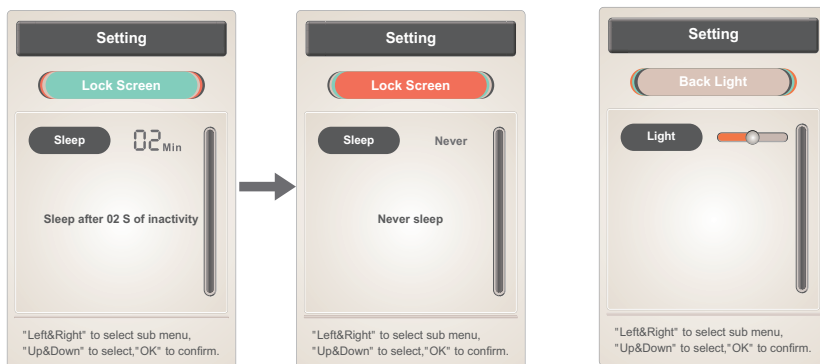 Setting
Lock Screen
Sleep 02 Min
Sleep after 02 S of inactivity
"Left&Right" to select sub menu,
"Up&Down" to select,"OK" to confirm.
Setting
Lock Screen
Sleep Never
Never sleep
"Left&Right" to select sub menu,
"Up&Down" to select,"OK" to confirm.
Setting
Back Light
Light
"Left&Right" to select sub menu,
"Up&Down" to select,"OK" to confirm.